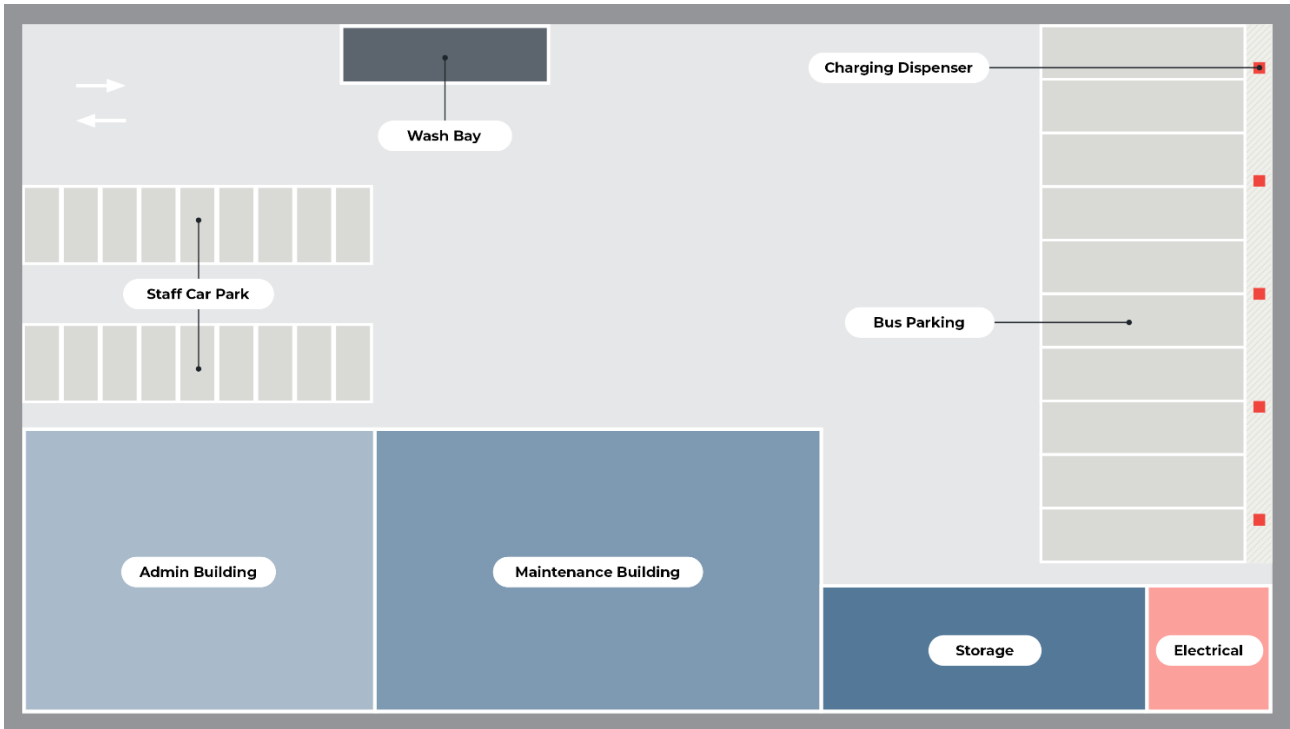 Charging Dispenser
Wash Bay
Staff Car Park
Bus Parking
Admin Building
Maintenance Building
Storage
Electrical